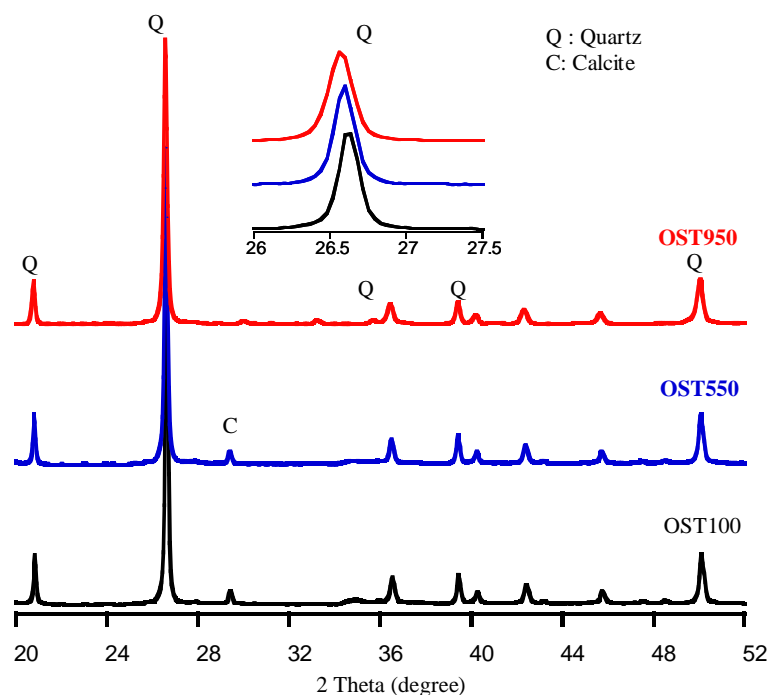 Q
Q
Q : Quartz
C: Calcite
26
26.5
27
27.5
OST950
Q
Q
Q
Q
OST550
C
OST100
20
24
28
32
36
40
44
48
52
2 Theta (degree)